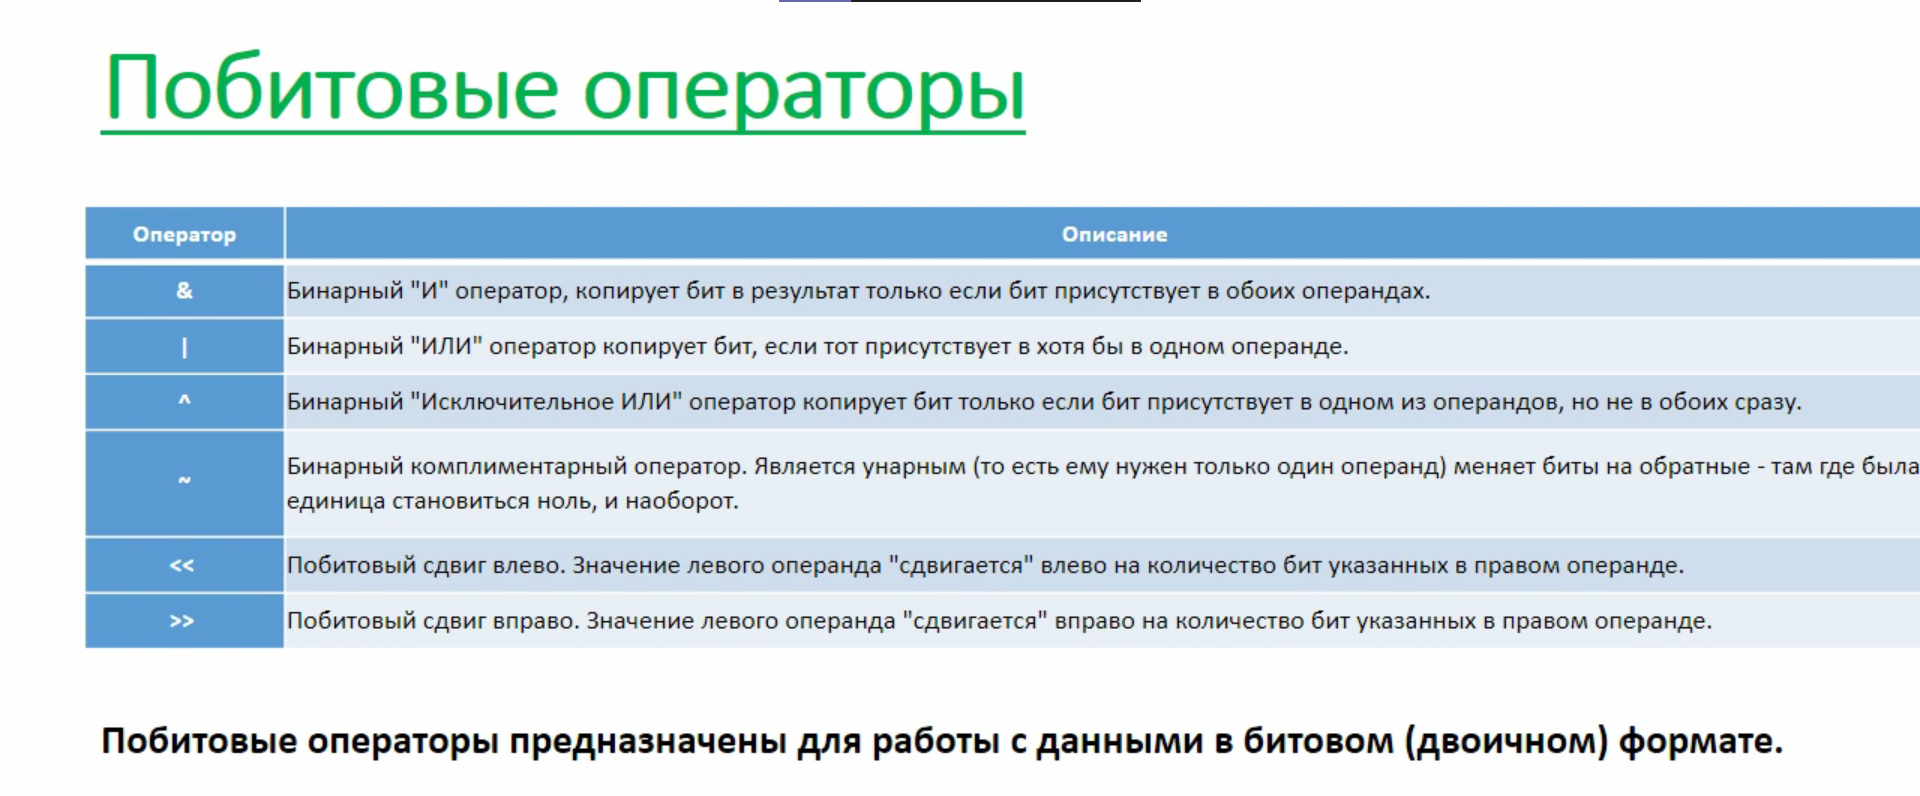 Побитовые операторы
Оператор Описание
& Бинарный "И" оператор, копирует бит в результат только если бит присутствует в обоих операндах.
| Бинарный "ИЛИ" оператор копирует бит, если тот присутствует в хотя бы в одном операнде.
^ Бинарный "Исключительное ИЛИ" оператор копирует бит только если бит присутствует в одном из операндов, но не в обоих сразу.
~ Бинарный комплиментарный оператор. Является унарным (то есть ему нужен только один операнд) меняет биты на обратные - там где была
единица становиться ноль, и наоборот.
<< Побитовый сдвиг влево. Значение левого операнда "сдвигается" влево на количество бит указанных в правом операнде.
>> Побитовый сдвиг вправо. Значение левого операнда "сдвигается" вправо на количество бит указанных в правом операнде.
Побитовые операторы предназначены для работы с данными в битовом (двоичном) формате.